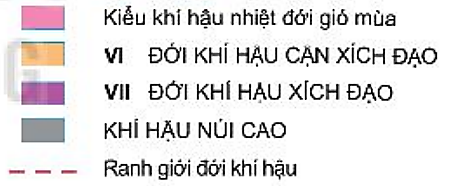 Kiểu khí hậu nhiệt đới gió mùa
VI ĐỚI KHÍ HẬU CẬN XÍCH ĐẠO
VII ĐỚI KHÍ HẬU XÍCH ĐẠO
KHÍ HẬU NÚI CAO
Ranh giới đới khí hậu